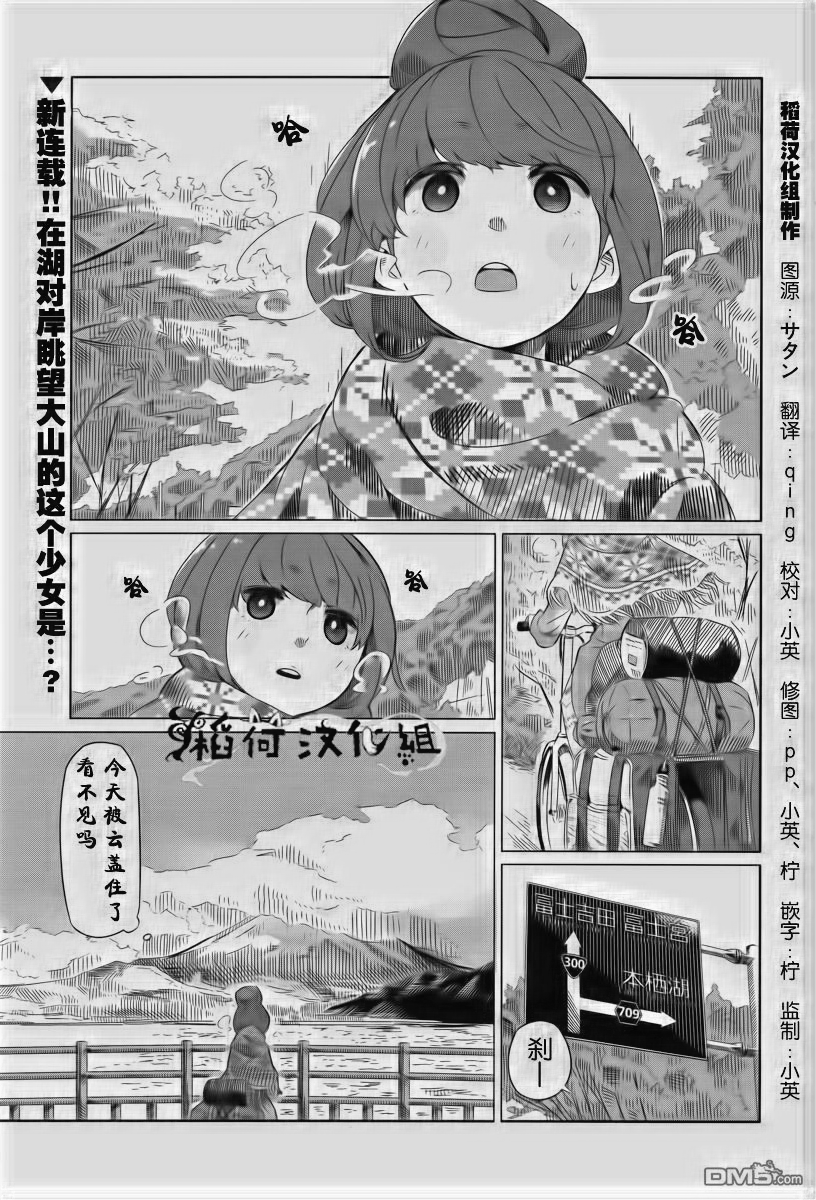 稻荷汉化组制作 图源：サタン 翻译：qing 校对：小英 修图：pp、小英、柠 嵌字：柠 监制：小英
▼新连载!!在湖对岸眺望大山的这个少女是…?
哈
哈
哈
哈
稻荷汉化组
富士吉田 富士宮
300
本栖湖
709
刹ー
今天被云盖住了
看不见吗
DM5.com